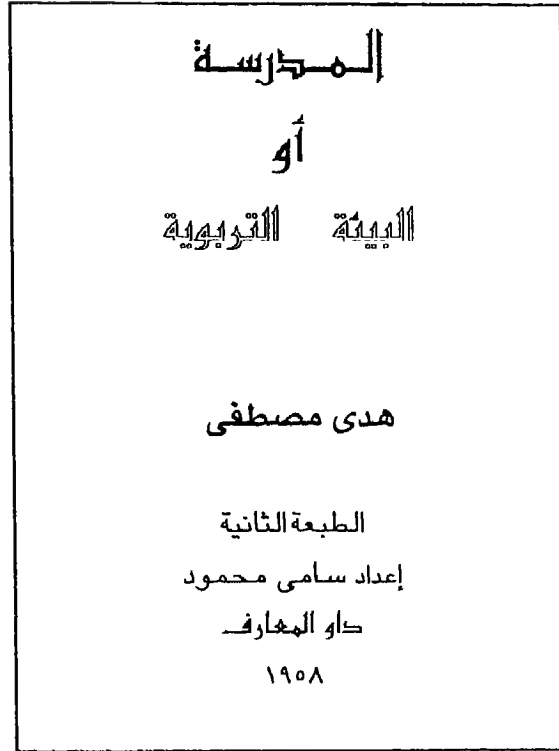 المدرسة
أو
البيئة التربوية
هدى مصطفى
الطبعة الثانية
إعداد سامى محمود
داو المعارف
١٩٥٨